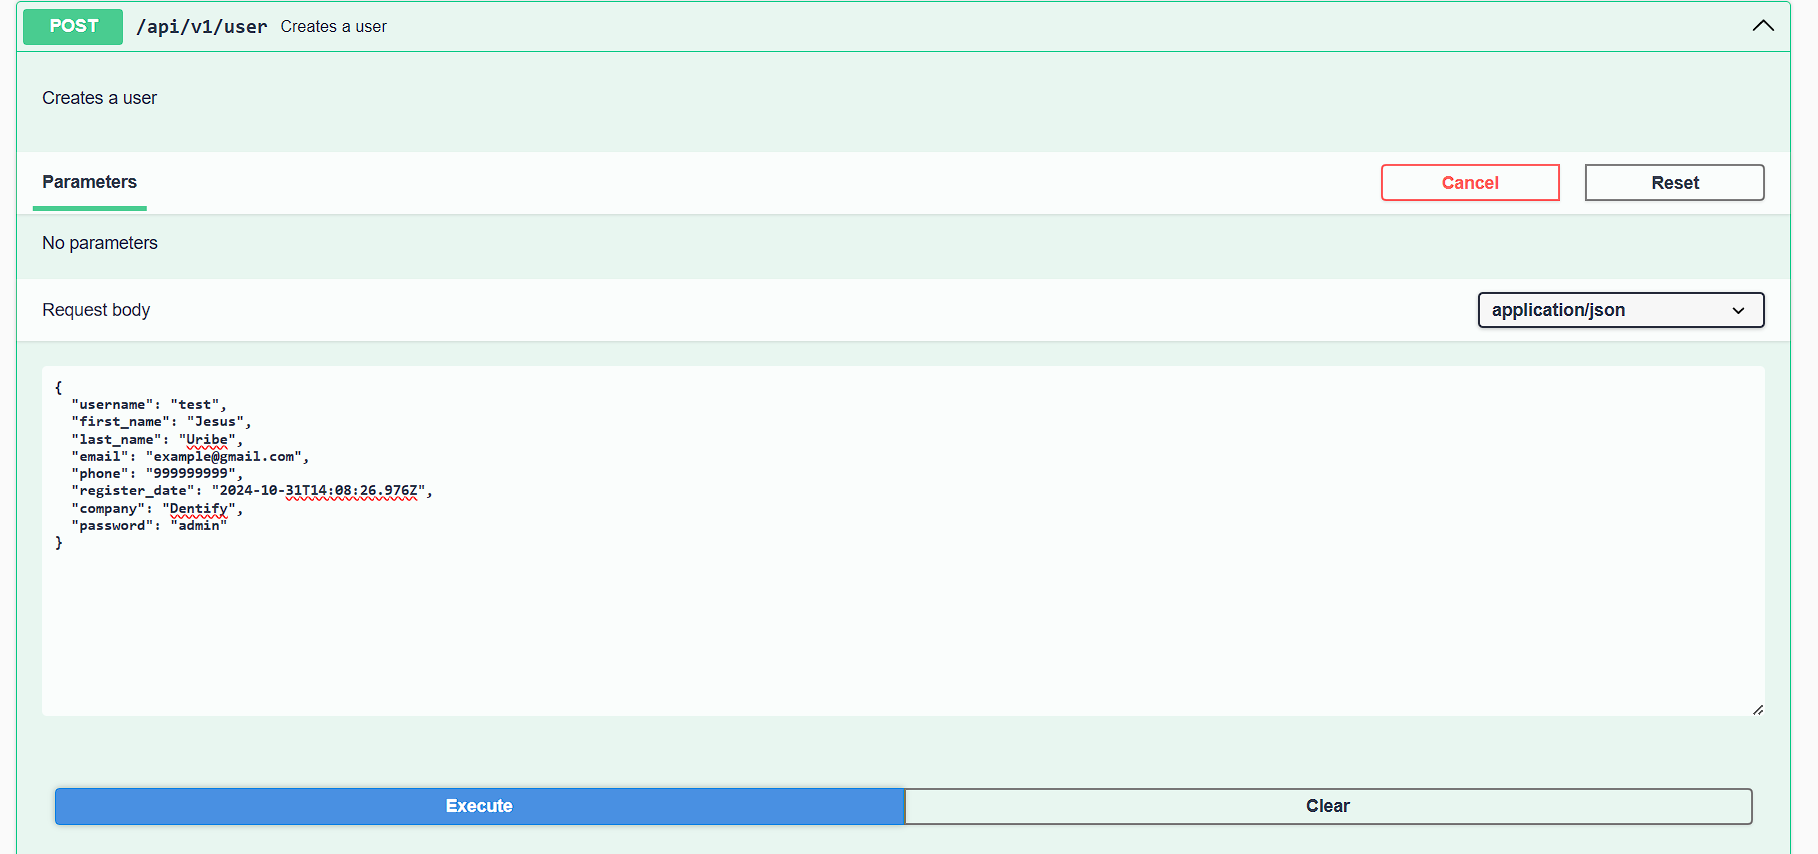 POST /api/v1/user Creates a user
Creates a user
Parameters
Cancel
Reset
No parameters
Request body
application/json
{
"username": "test",
"first_name": "Jesus",
"last_name": "Uribe",
"email": "example@gmail.com",
"phone": "999999999",
"register_date": "2024-10-31T14:08:26.976Z",
"company": "Dentify",
"password": "admin"
}
Execute
Clear